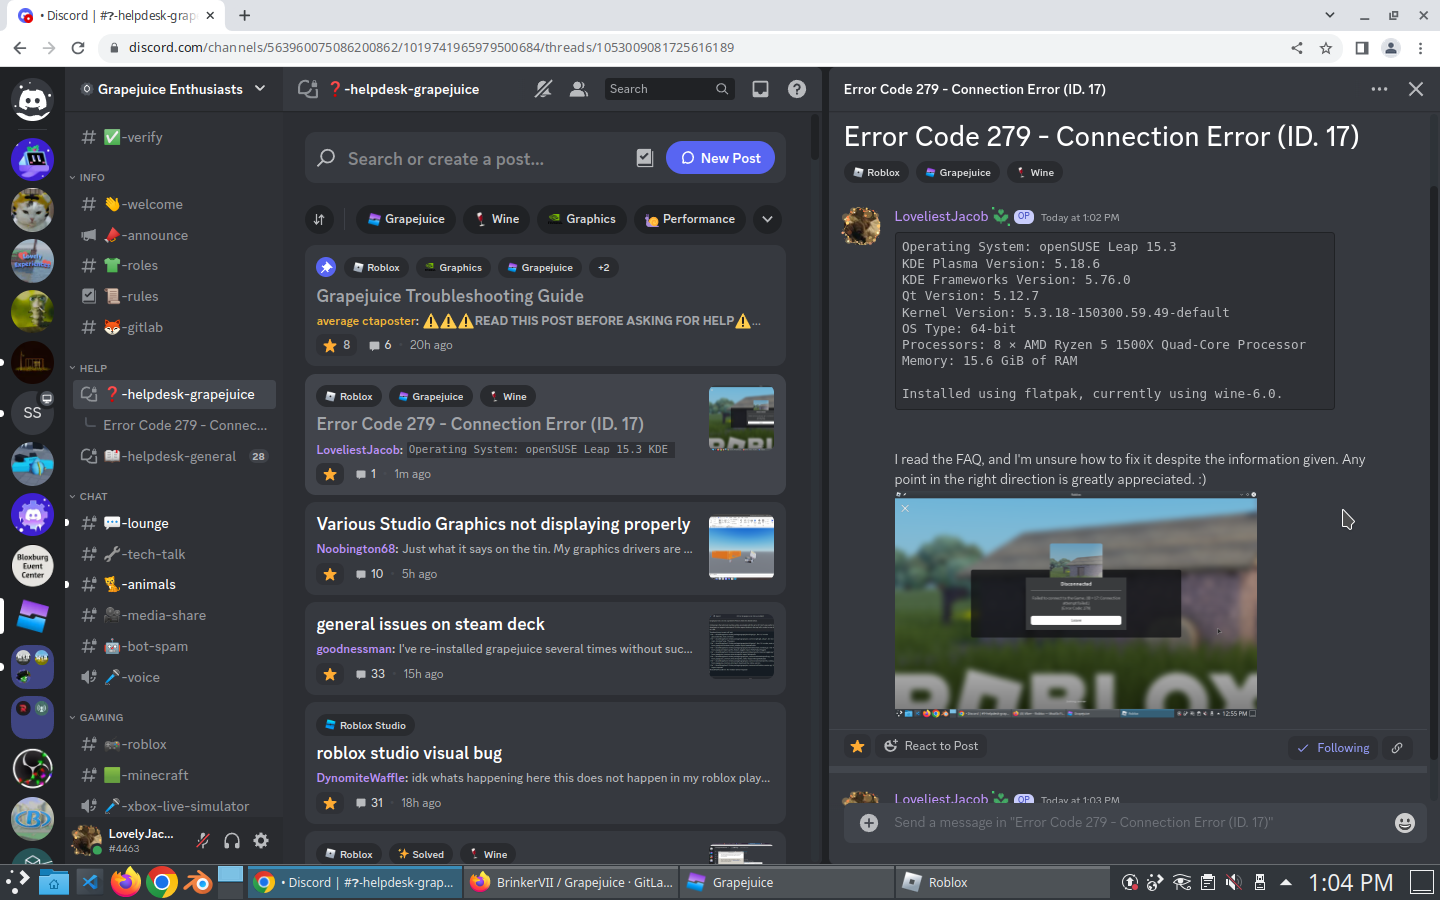 • Discord | #❓-helpdesk-grap
discord.com/channels/563960075086200862/1019741965979500684/threads/1053009081725616189
Grapejuice Enthusiasts
✅-verify
INFO
👋-welcome
📣-announce
👕-roles
📜-rules
🦊-gitlab
HELP
❓-helpdesk-grapejuice
Error Code 279 - Connec...
📖-helpdesk-general
28
CHAT
💬-lounge
🔧-tech-talk
🐈-animals
🎥-media-share
🤖-bot-spam
🎤-voice
GAMING
🎮-roblox
🟩-minecraft
🎤-xbox-live-simulator
SS
Bloxburg
Event
Center
LovelyJac...
#4463
❓-helpdesk-grapejuice
Search
Search or create a post...
New Post
Grapejuice
Wine
Graphics
Performance
Roblox
Graphics
Grapejuice
+2
Grapejuice Troubleshooting Guide
average ctaposter: ⚠️⚠️⚠️READ THIS POST BEFORE ASKING FOR HELP⚠️...
⭐ 8 6 · 20h ago
Roblox
Grapejuice
Wine
Error Code 279 - Connection Error (ID. 17)
LoveliestJacob: Operating System: openSUSE Leap 15.3 KDE
⭐ 1 · 1m ago
Various Studio Graphics not displaying properly
Noobington68: Just what it says on the tin. My graphics drivers are ...
⭐ 10 · 5h ago
general issues on steam deck
goodnessman: I've re-installed grapejuice several times without suc...
⭐ 33 · 15h ago
Roblox Studio
roblox studio visual bug
DynomiteWaffle: idk whats happening here this does not happen in my roblox play...
⭐ 31 · 18h ago
Roblox
✨ Solved
Wine
Error Code 279 - Connection Error (ID. 17)
Error Code 279 - Connection Error (ID. 17)
Roblox
Grapejuice
Wine
LoveliestJacob OP Today at 1:02 PM
Operating System: openSUSE Leap 15.3
KDE Plasma Version: 5.18.6
KDE Frameworks Version: 5.76.0
Qt Version: 5.12.7
Kernel Version: 5.3.18-150300.59.49-default
OS Type: 64-bit
Processors: 8 × AMD Ryzen 5 1500X Quad-Core Processor
Memory: 15.6 GiB of RAM
Installed using flatpak, currently using wine-6.0.
I read the FAQ, and I'm unsure how to fix it despite the information given. Any
point in the right direction is greatly appreciated. :)
Disconnected
ROBLOX
12:55 PM
⭐
React to Post
Following
LoveliestJacob OP Today at 1:03 PM
Send a message in "Error Code 279 - Connection Error (ID. 17)"
• Discord | #❓-helpdesk-grap...
BrinkerVII / Grapejuice · GitLa...
Grapejuice
Roblox
1:04 PM